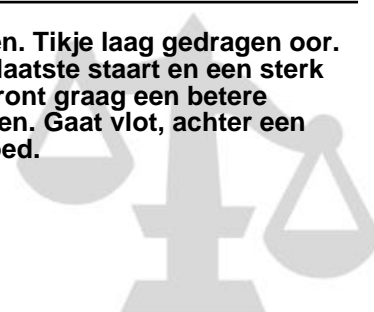 en. Tikje laag gedragen oor.
laatste staart en een sterk
ront graag een betere
en. Gaat vlot, achter een
oed.